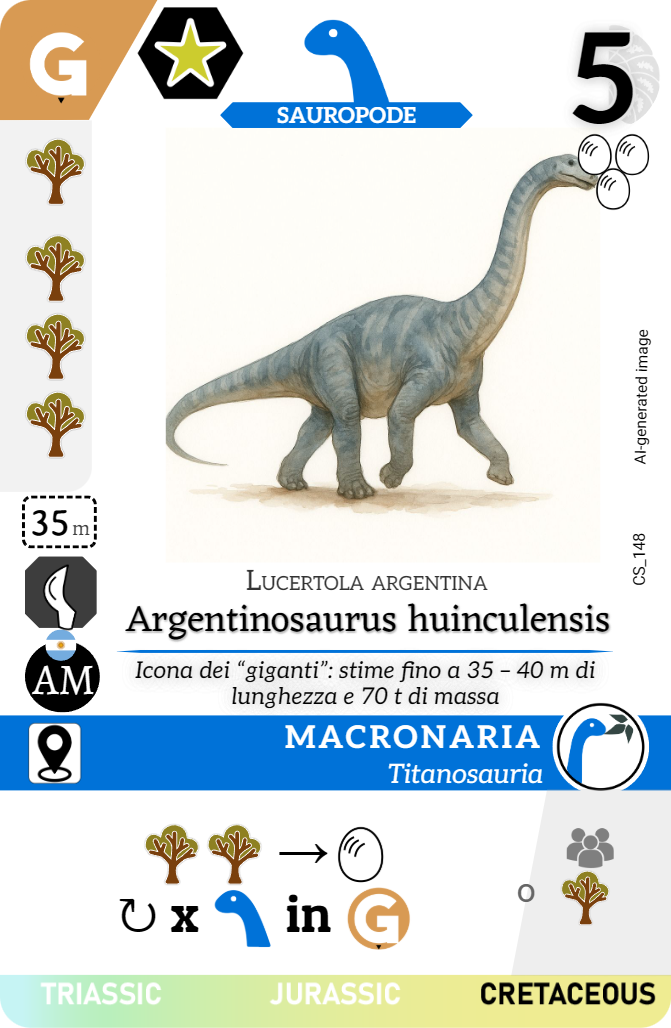 G
SAUROPODE
5
AI-generated image
35 m
CS_148
LUCERTOLA ARGENTINA
Argentinosaurus huinculensis
AM
Icona dei “giganti”: stime fino a 35 – 40 m di
lunghezza e 70 t di massa
MACRONARIA
Titanosauria
→
o
↻ x in G
TRIASSIC JURASSIC CRETACEOUS